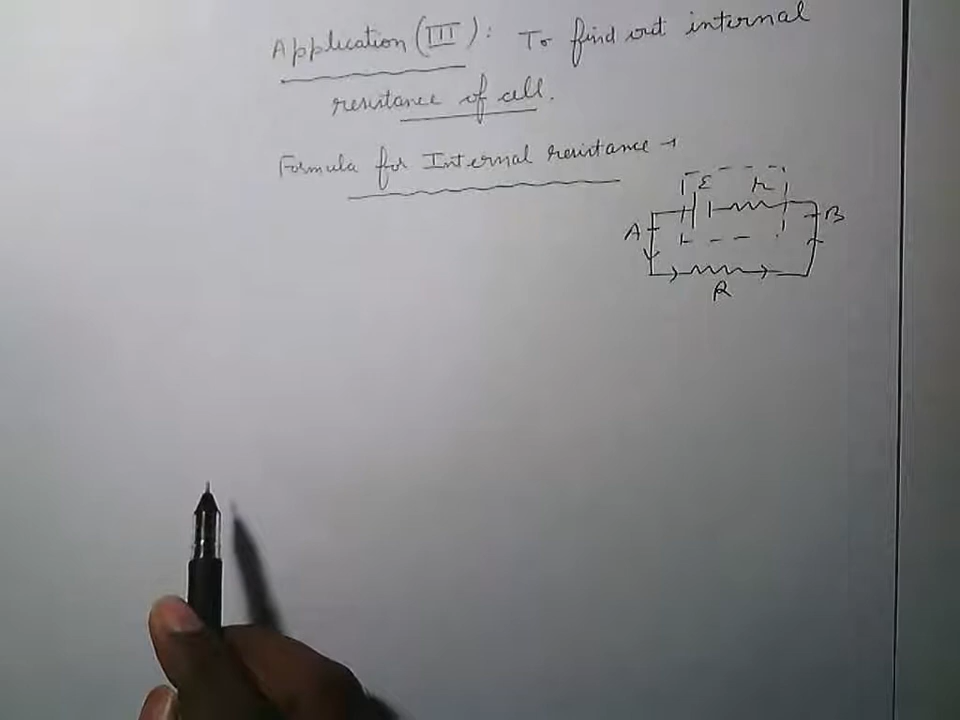 Application (III): To find out internal
resistance of cell.
Formula for Internal resistance →
ε r
A B
R